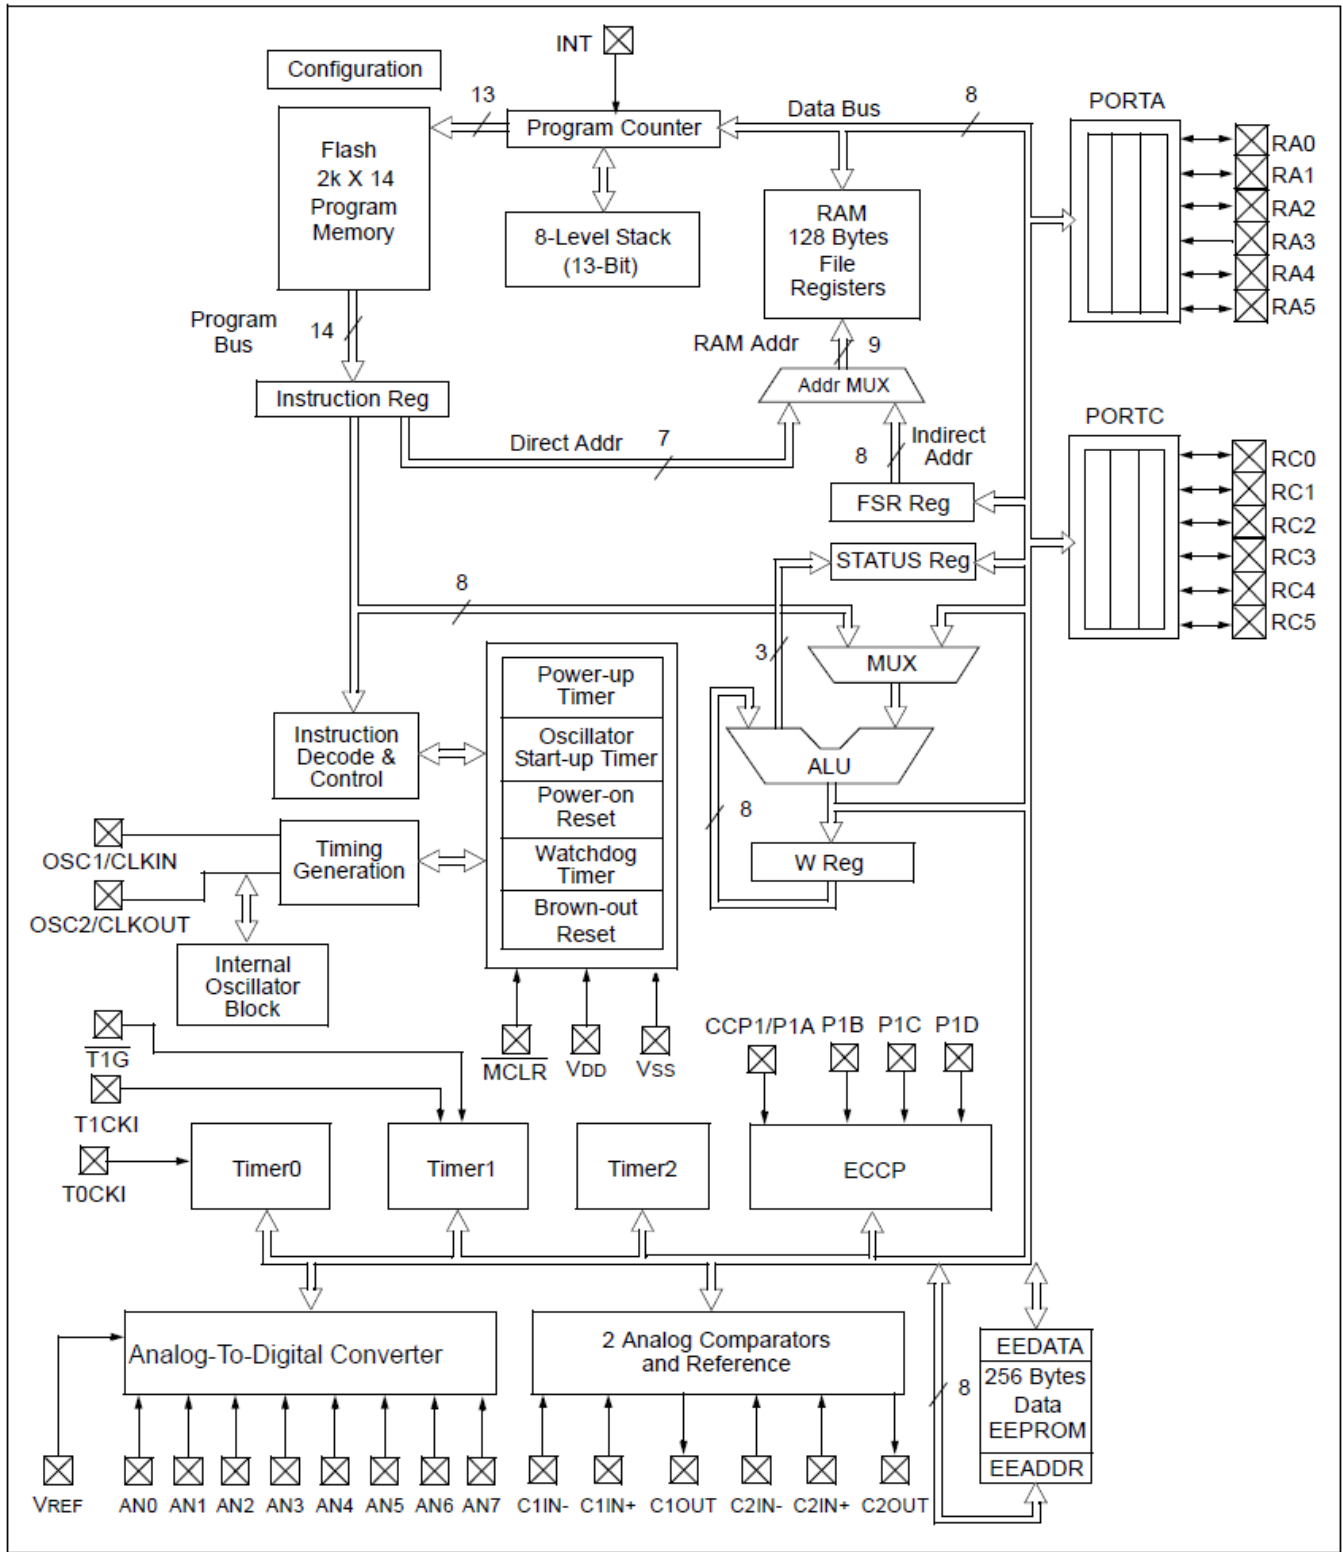 INT
Configuration
13
Program Counter
Data Bus
8
PORTA
Flash
2k X 14
Program
Memory
8-Level Stack
(13-Bit)
RAM
128 Bytes
File
Registers
RA0
RA1
RA2
RA3
RA4
RA5
Program
Bus
14
RAM Addr
9
Addr MUX
Instruction Reg
Direct Addr
7
Indirect
Addr
8
FSR Reg
PORTC
RC0
RC1
RC2
RC3
RC4
RC5
STATUS Reg
8
3
MUX
Power-up
Timer
Oscillator
Start-up Timer
Power-on
Reset
Watchdog
Timer
Brown-out
Reset
Instruction
Decode &
Control
ALU
8
W Reg
OSC1/CLKIN
Timing
Generation
OSC2/CLKOUT
Internal
Oscillator
Block
T1G
MCLR
VDD
VSS
CCP1/P1A
P1B
P1C
P1D
T1CKI
T0CKI
Timer0
Timer1
Timer2
ECCP
Analog-To-Digital Converter
2 Analog Comparators
and Reference
8
EEDATA
256 Bytes
Data
EEPROM
EEADDR
VREF
AN0
AN1
AN2
AN3
AN4
AN5
AN6
AN7
C1IN-
C1IN+
C1OUT
C2IN-
C2IN+
C2OUT